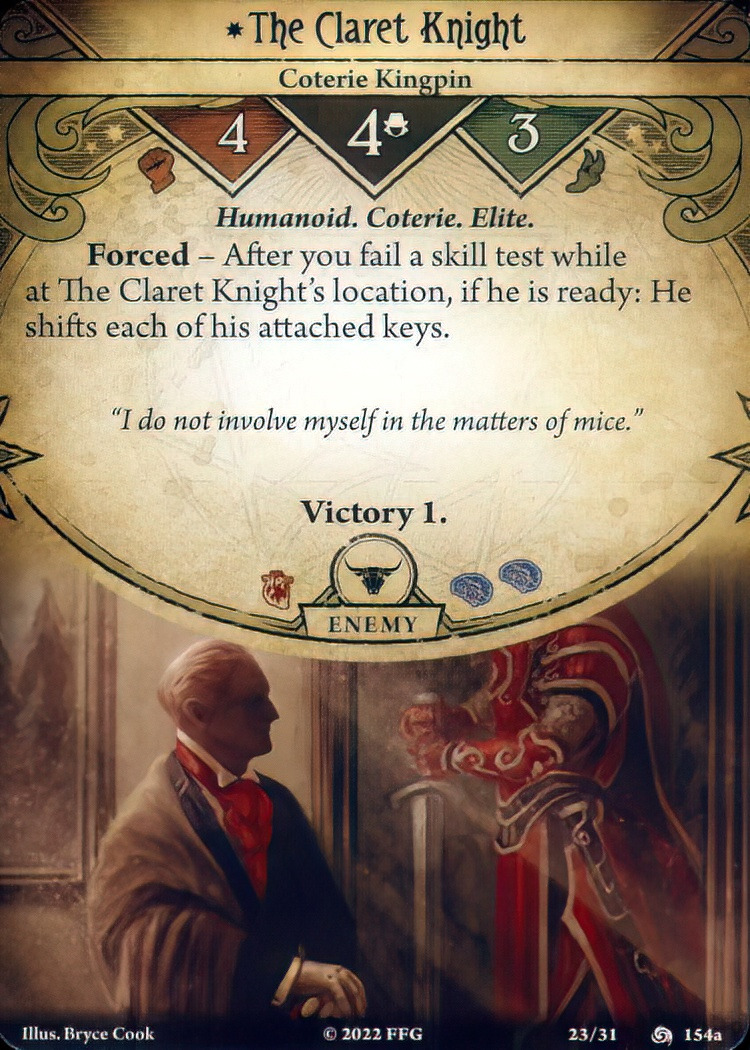 The Claret Knight
Coterie Kingpin
4 4 3
Humanoid. Coterie. Elite.
Forced – After you fail a skill test while
at The Claret Knight’s location, if he is ready: He
shifts each of his attached keys.
“I do not involve myself in the matters of mice.”
Victory 1.
ENEMY
Illus. Bryce Cook © 2022 FFG 23/31 154a